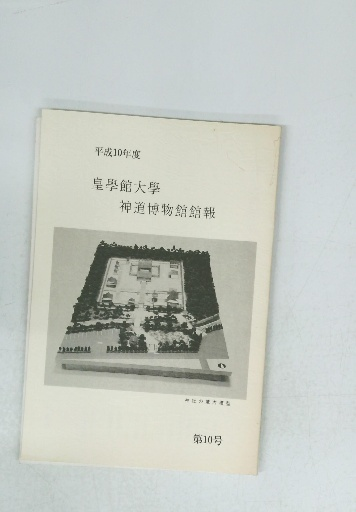 平成10年度
皇學館大學
神道博物館館報
第10号